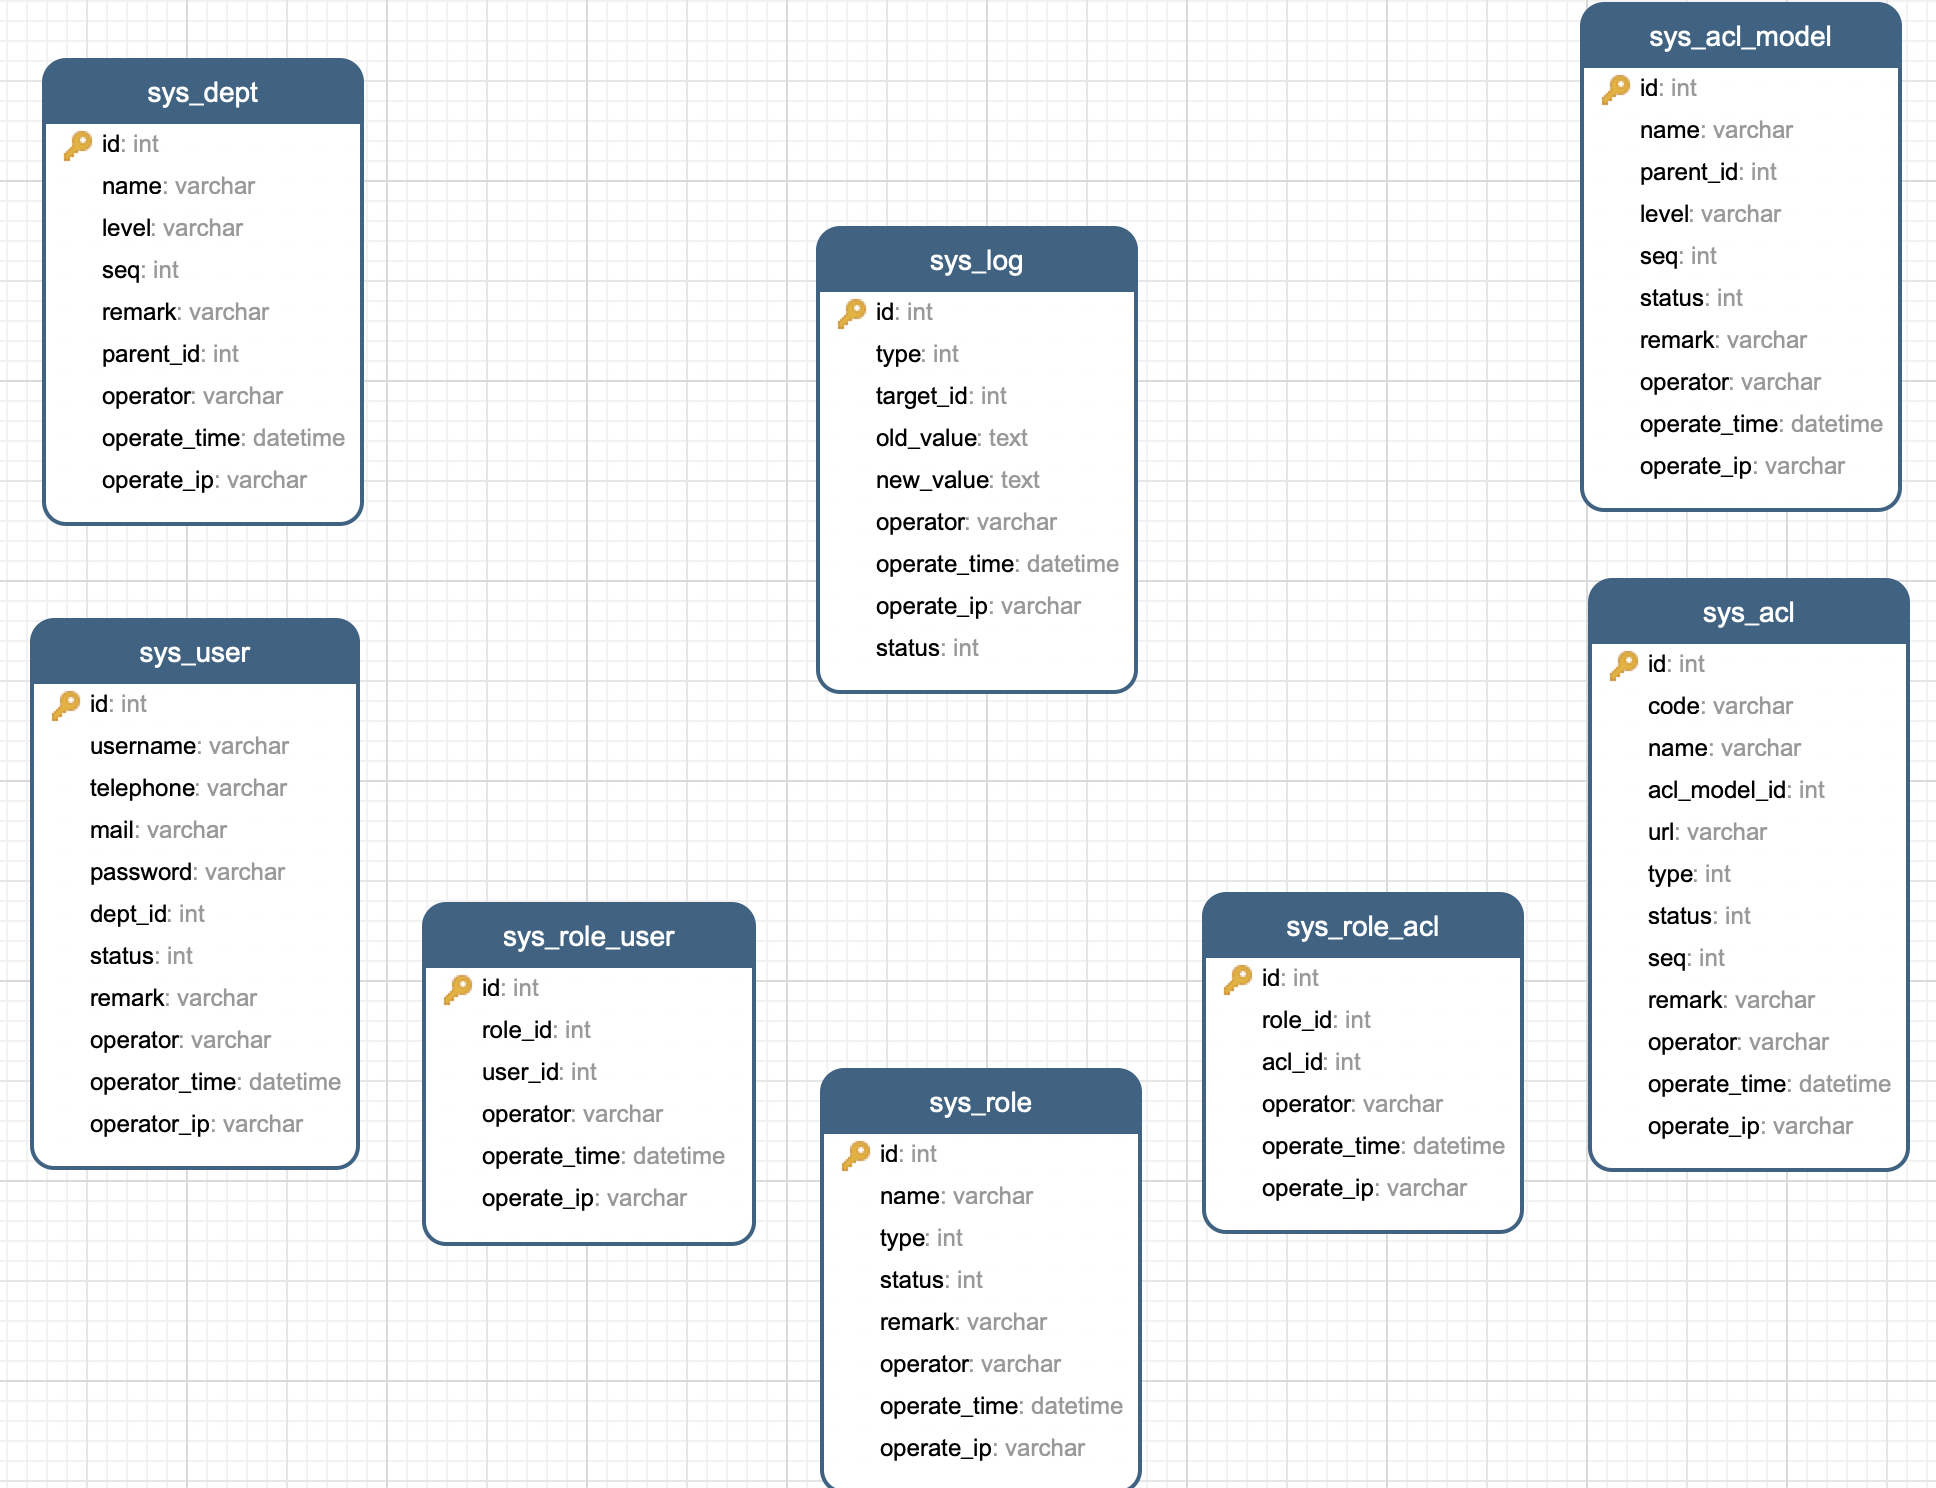 sys_dept
id: int
name: varchar
level: varchar
seq: int
remark: varchar
parent_id: int
operator: varchar
operate_time: datetime
operate_ip: varchar
sys_user
id: int
username: varchar
telephone: varchar
mail: varchar
password: varchar
dept_id: int
status: int
remark: varchar
operator: varchar
operator_time: datetime
operator_ip: varchar
sys_role_user
id: int
role_id: int
user_id: int
operator: varchar
operate_time: datetime
operate_ip: varchar
sys_log
id: int
type: int
target_id: int
old_value: text
new_value: text
operator: varchar
operate_time: datetime
operate_ip: varchar
status: int
sys_role
id: int
name: varchar
type: int
status: int
remark: varchar
operator: varchar
operate_time: datetime
operate_ip: varchar
sys_role_acl
id: int
role_id: int
acl_id: int
operator: varchar
operate_time: datetime
operate_ip: varchar
sys_acl_model
id: int
name: varchar
parent_id: int
level: varchar
seq: int
status: int
remark: varchar
operator: varchar
operate_time: datetime
operate_ip: varchar
sys_acl
id: int
code: varchar
name: varchar
acl_model_id: int
url: varchar
type: int
status: int
seq: int
remark: varchar
operator: varchar
operate_time: datetime
operate_ip: varchar